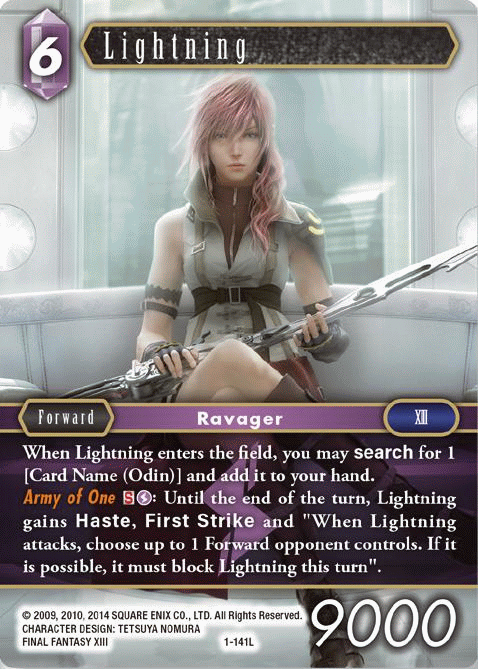 6
Lightning
Forward
Ravager
XIII
When Lightning enters the field, you may search for 1
[Card Name (Odin)] and add it to your hand.
Army of One S: Until the end of the turn, Lightning
gains Haste, First Strike and "When Lightning
attacks, choose up to 1 Forward opponent controls. If it
is possible, it must block Lightning this turn".
© 2009, 2010, 2014 SQUARE ENIX CO., LTD. All Rights Reserved.
CHARACTER DESIGN: TETSUYA NOMURA
FINAL FANTASY XIII
1-141L
9000